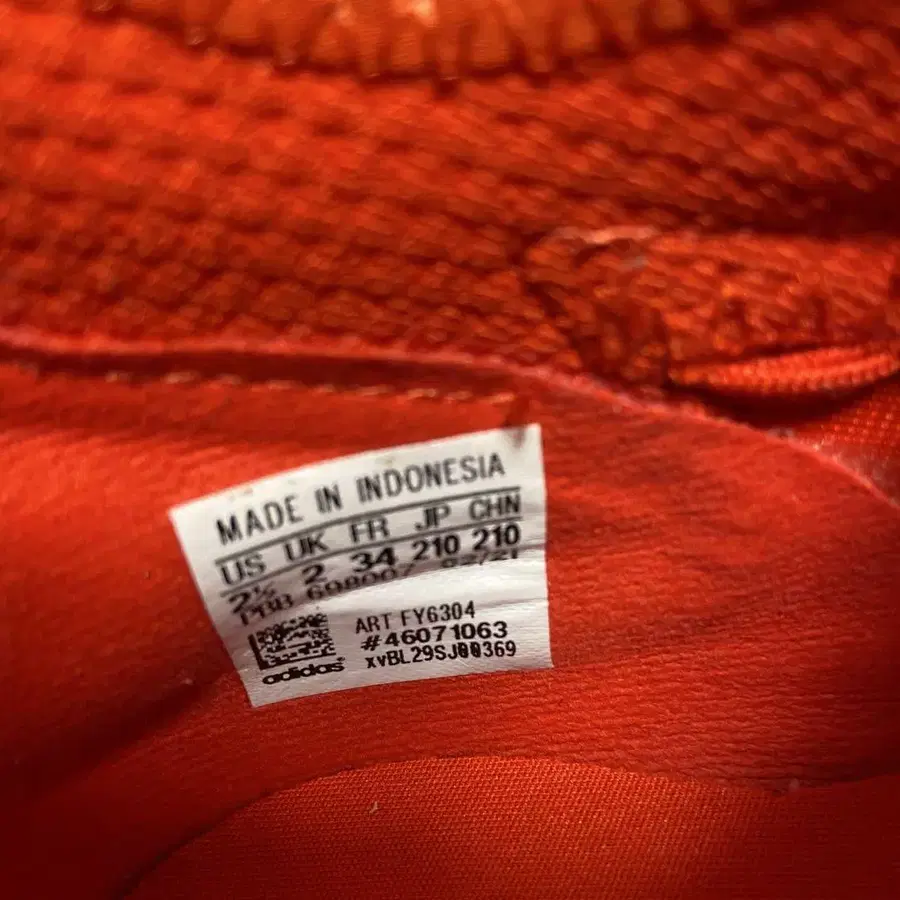 MADE IN INDONESIA
US UK FR JP CHN
2½ 2 34 210 210
ART FY6304
#46071063
xvBL29SJ00369
adidas